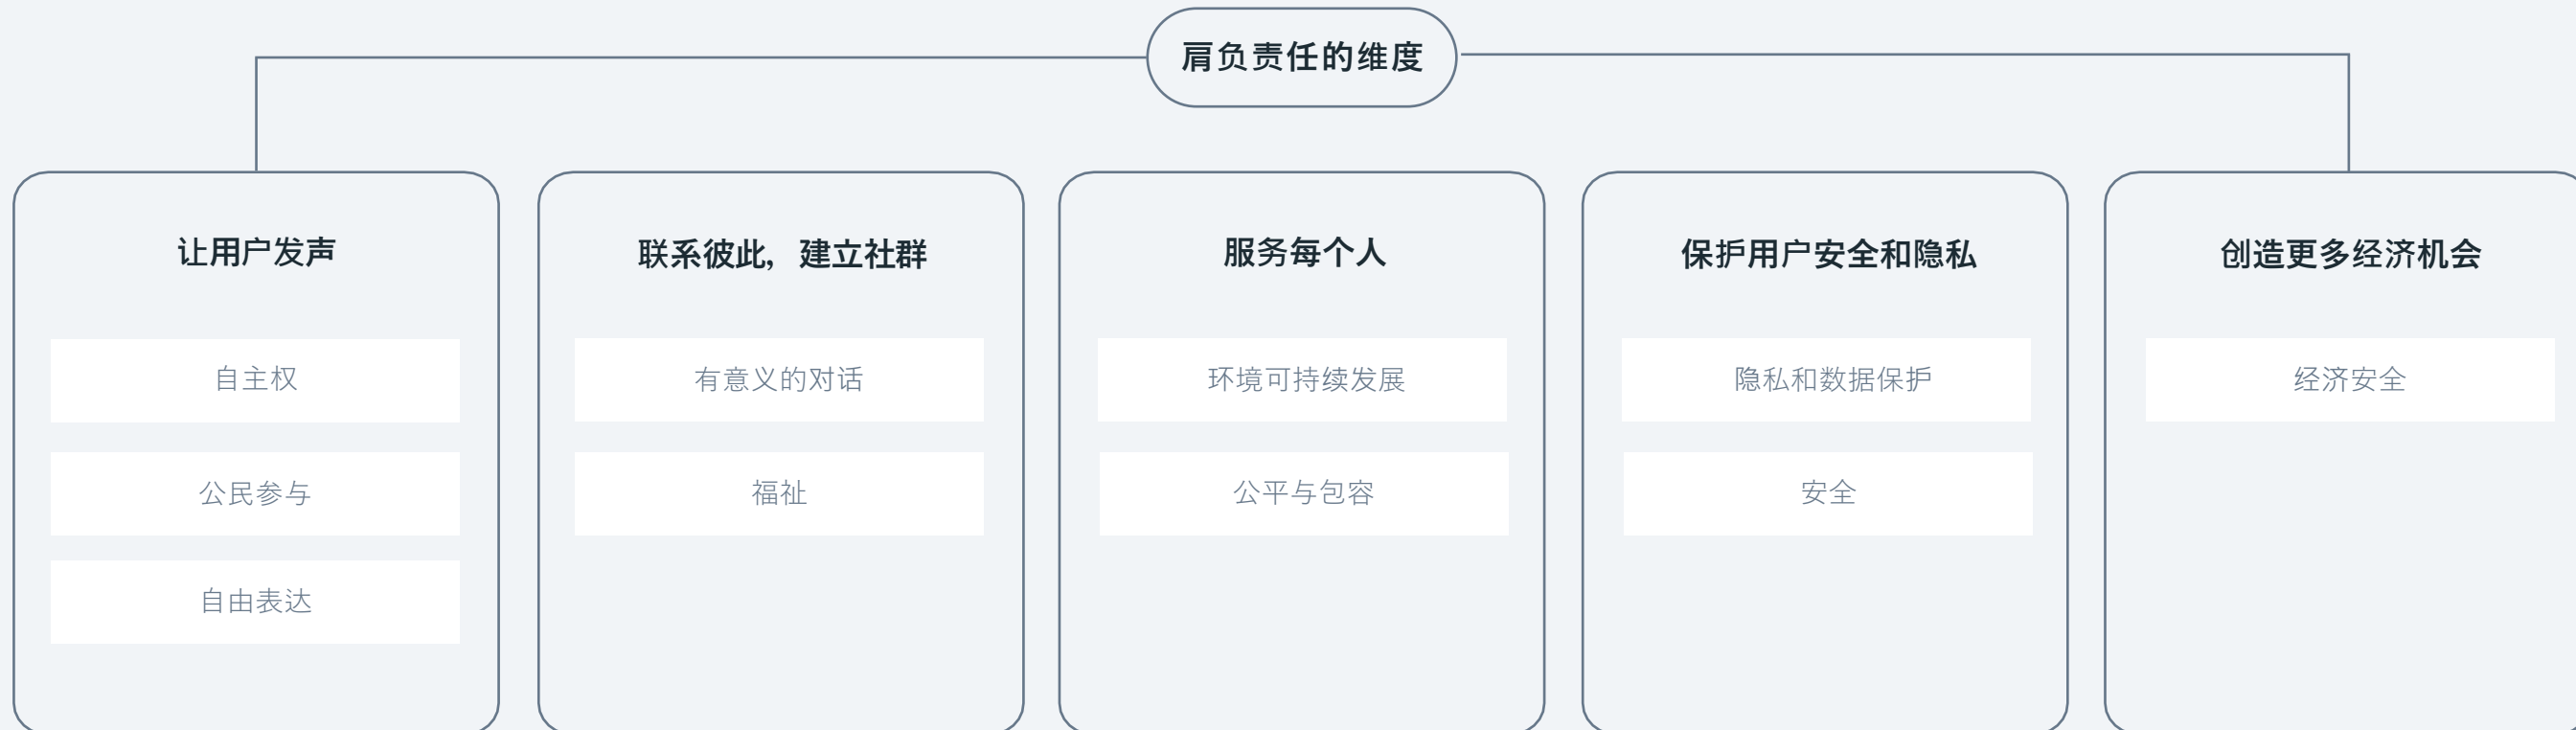 肩负责任的维度
让用户发声
自主权
公民参与
自由表达
联系彼此，建立社群
有意义的对话
福祉
服务每个人
环境可持续发展
公平与包容
保护用户安全和隐私
隐私和数据保护
安全
创造更多经济机会
经济安全